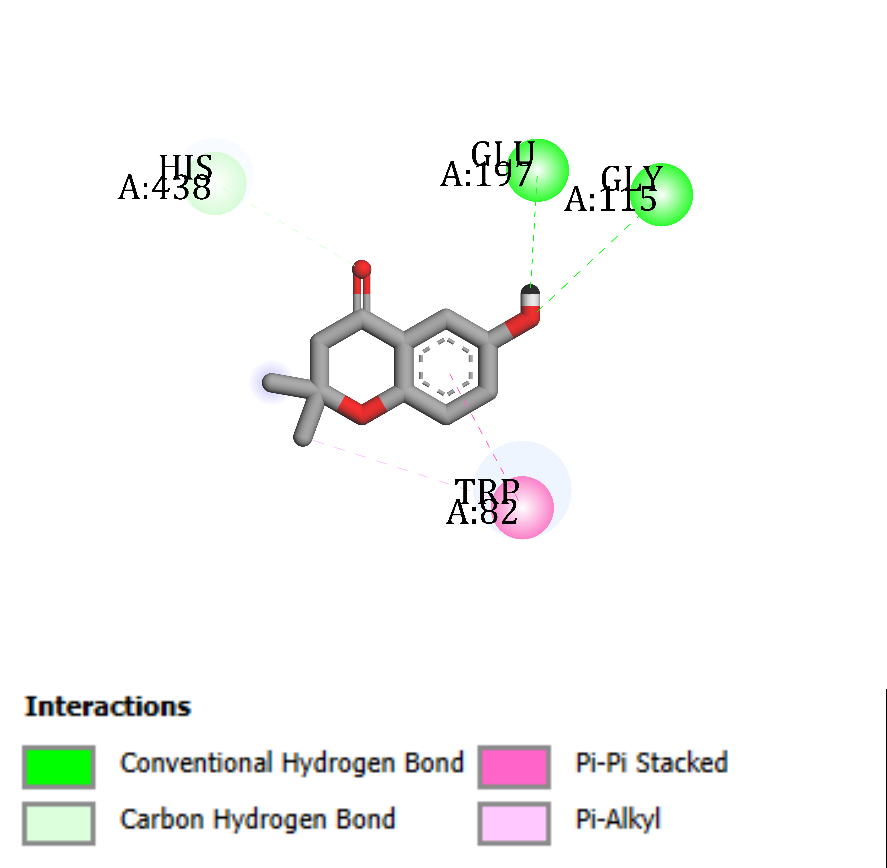 HIS
A:438
GLU
A:197
GLY
A:115
TRP
A:82
Interactions
Conventional Hydrogen Bond
Pi-Pi Stacked
Carbon Hydrogen Bond
Pi-Alkyl